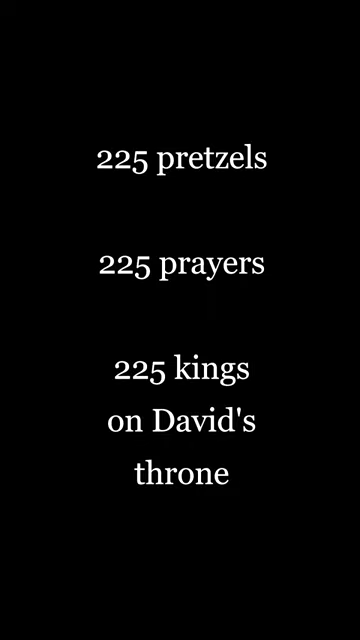 225 pretzels
225 prayers
225 kings
on David's
throne